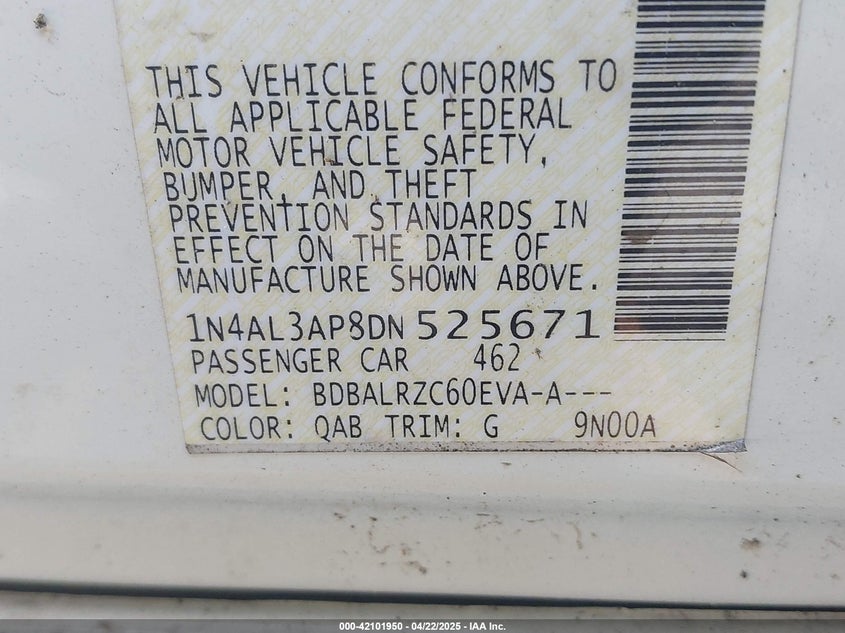 THIS VEHICLE CONFORMS TO
ALL APPLICABLE FEDERAL
MOTOR VEHICLE SAFETY,
BUMPER, AND THEFT
PREVENTION STANDARDS IN
EFFECT ON THE DATE OF
MANUFACTURE SHOWN ABOVE.
1N4AL3AP8DN525671
PASSENGER CAR 462
MODEL: BDBALRZC60EVA-A---
COLOR: QAB TRIM: G 9N00A
000-42101950 - 04/22/2025 - IAA Inc.